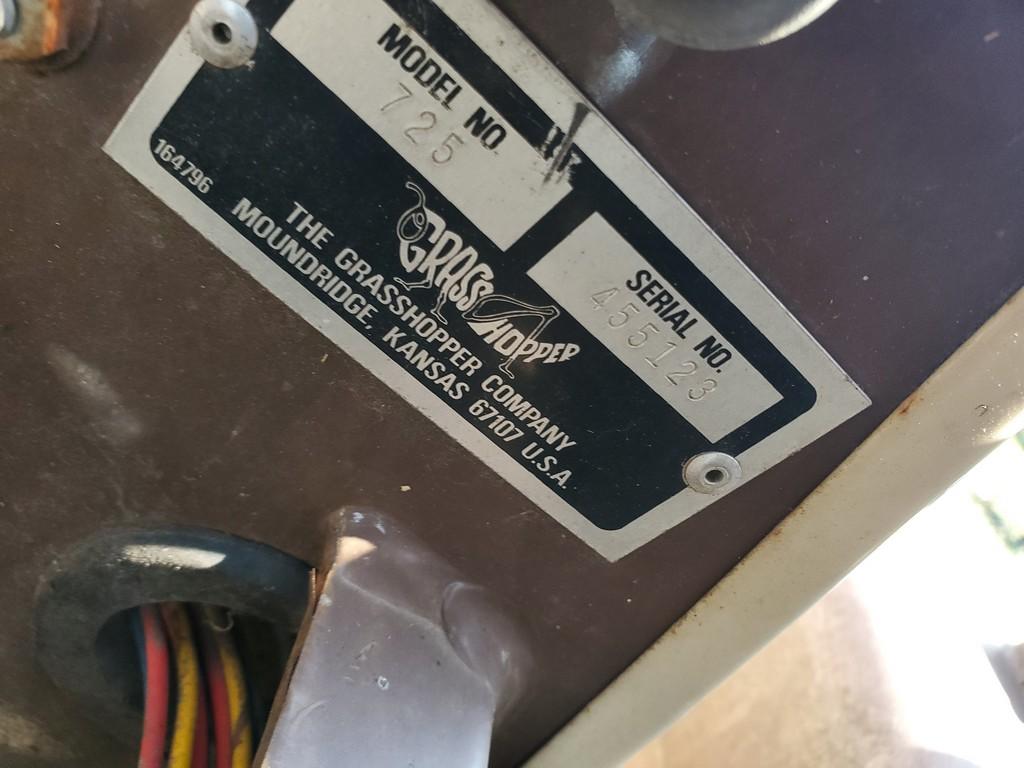 MODEL NO.
725
SERIAL NO.
455123
164796
GRASSHOPPER
THE GRASSHOPPER COMPANY
MOUNDRIDGE, KANSAS 67107 U.S.A.